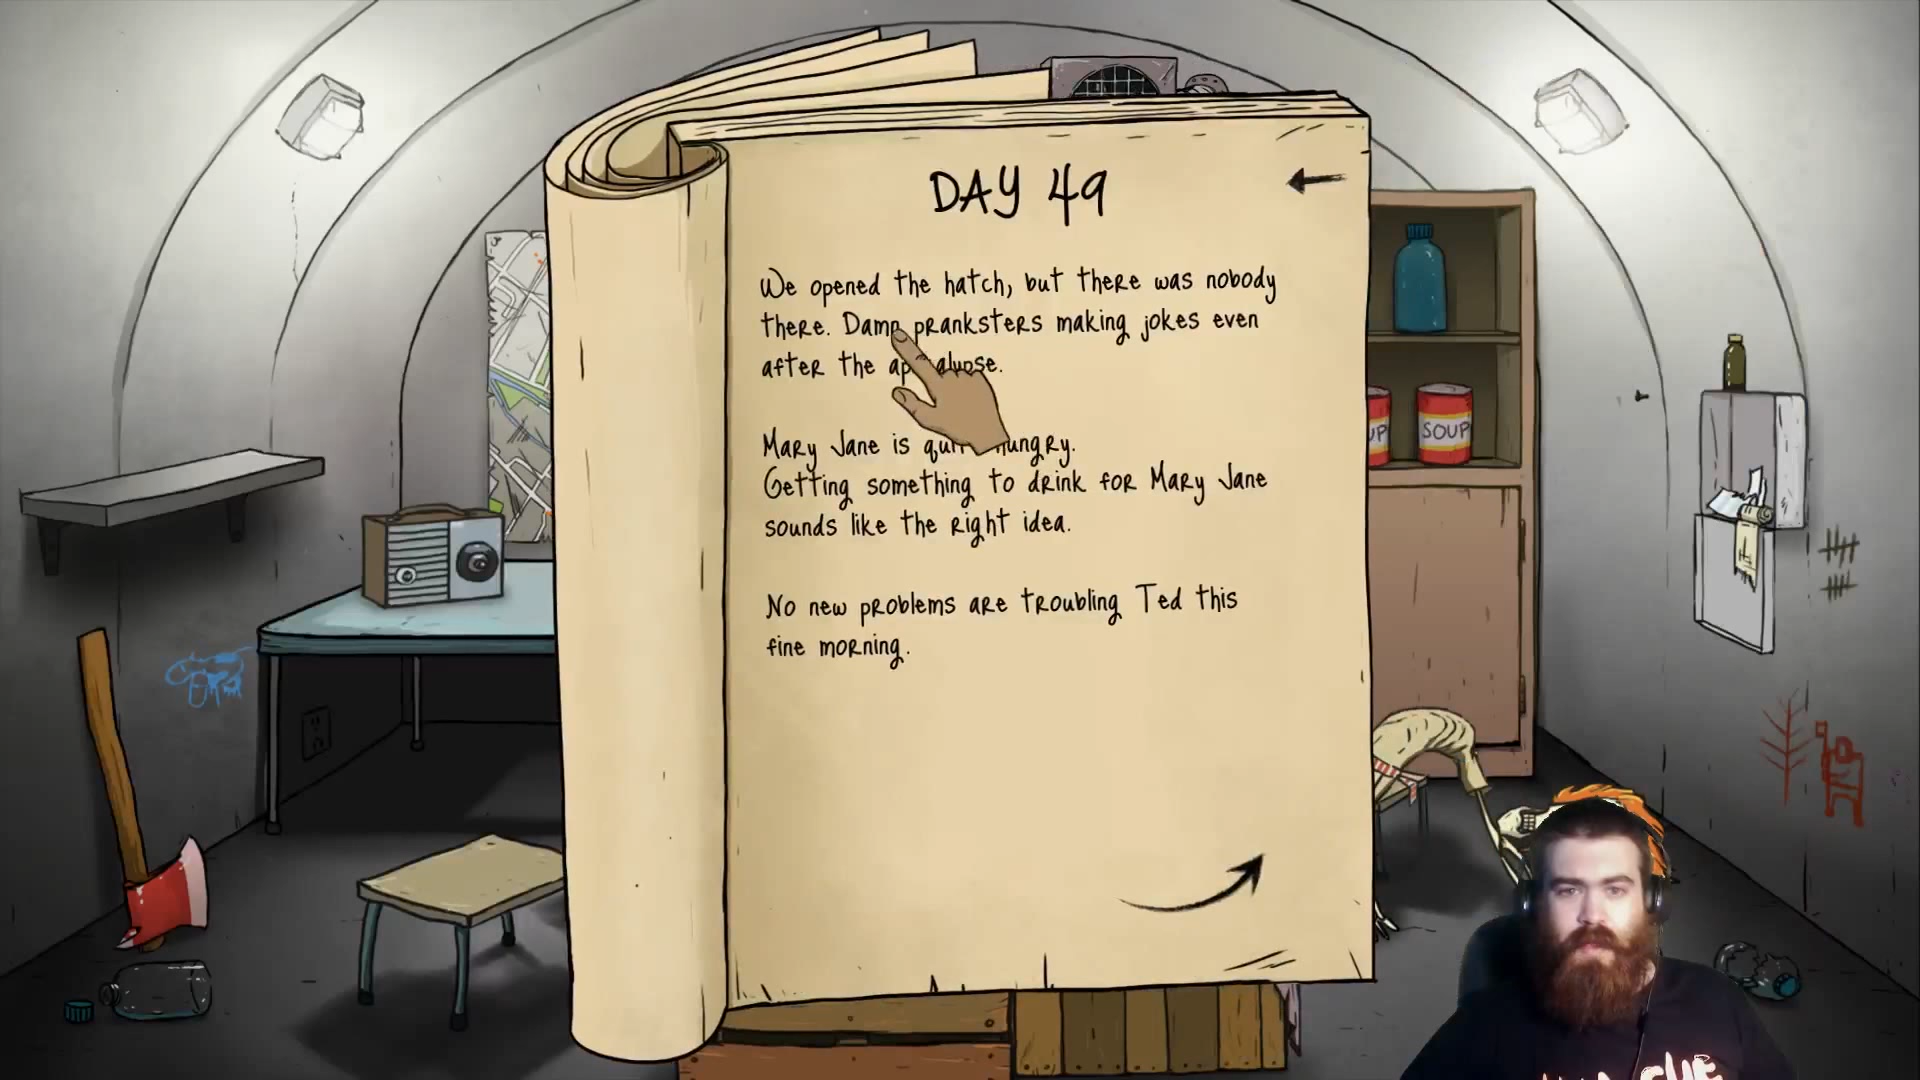 DAY 49
We opened the hatch, but there was nobody
there. Damn pranksters making jokes even
after the
Mary Jane is hungry.
Getting something to drink for Mary Jane
sounds like the right idea.
No new problems are troubling Ted this
fine morning.
UP
SOUP